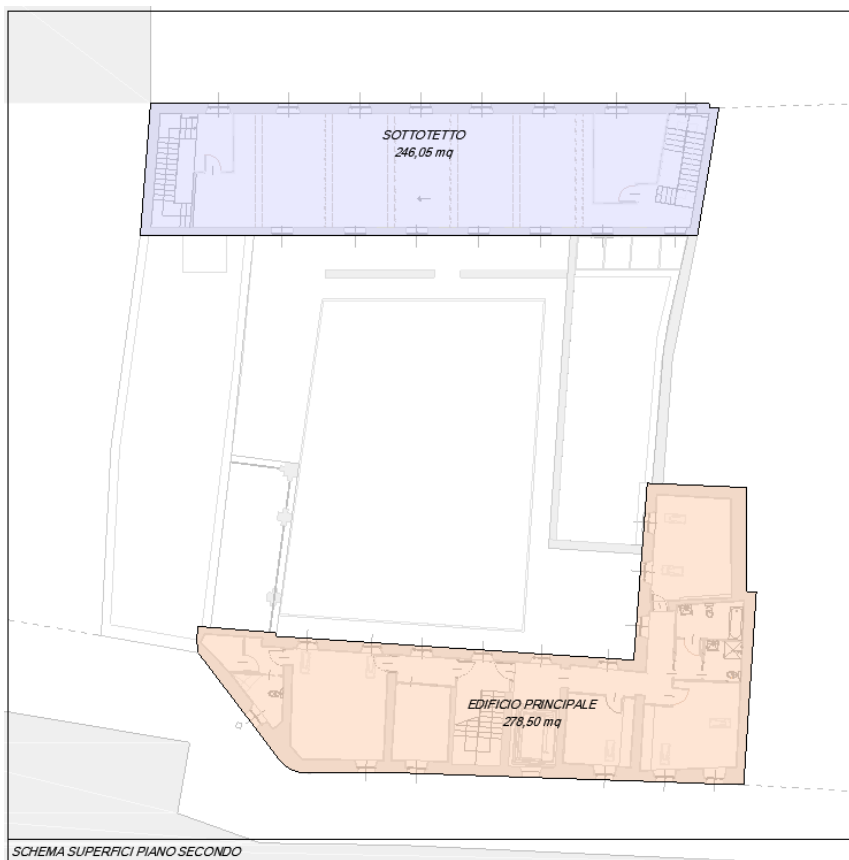 SOTTOTETTO
246,05 mq
EDIFICIO PRINCIPALE
278,50 mq
SCHEMA SUPERFICI PIANO SECONDO